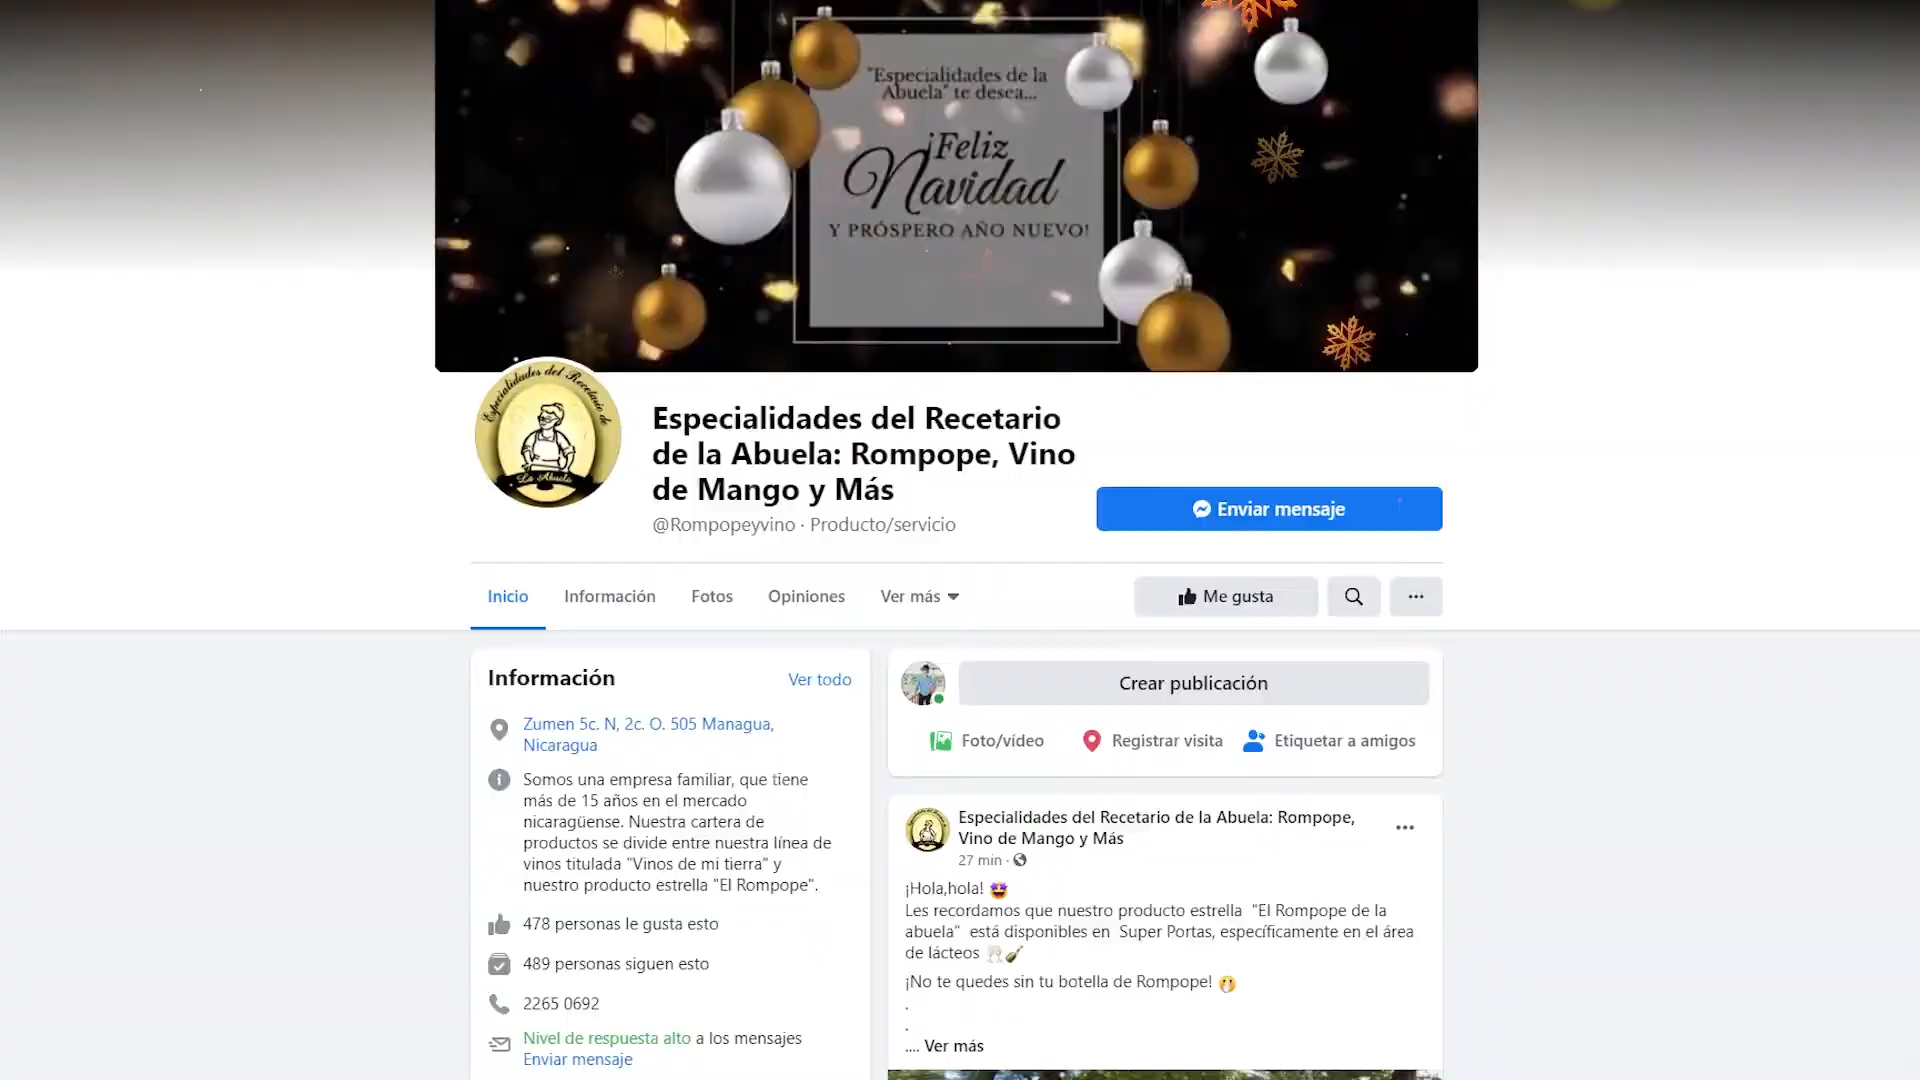 "Especialidades de la
Abuela" te desea...
¡Feliz
Navidad
Y PRÓSPERO AÑO NUEVO!
Especialidades del Recetario de
La Abuela
Especialidades del Recetario
de la Abuela: Rompope, Vino
de Mango y Más
@Rompopeyvino · Producto/servicio
Enviar mensaje
Inicio
Información
Fotos
Opiniones
Ver más
Me gusta
Información
Ver todo
Zumen 5c. N, 2c. O. 505 Managua,
Nicaragua
Somos una empresa familiar, que tiene
más de 15 años en el mercado
nicaragüense. Nuestra cartera de
productos se divide entre nuestra línea de
vinos titulada "Vinos de mi tierra" y
nuestro producto estrella "El Rompope".
478 personas le gusta esto
489 personas siguen esto
2265 0692
Nivel de respuesta alto a los mensajes
Enviar mensaje
Crear publicación
Foto/vídeo
Registrar visita
Etiquetar a amigos
Especialidades del Recetario de la Abuela: Rompope,
Vino de Mango y Más
27 min ·
¡Hola,hola! 🤩
Les recordamos que nuestro producto estrella "El Rompope de la
abuela" está disponibles en Super Portas, específicamente en el área
de lácteos 🥂🍾
¡No te quedes sin tu botella de Rompope! 🤭
.
.
.... Ver más